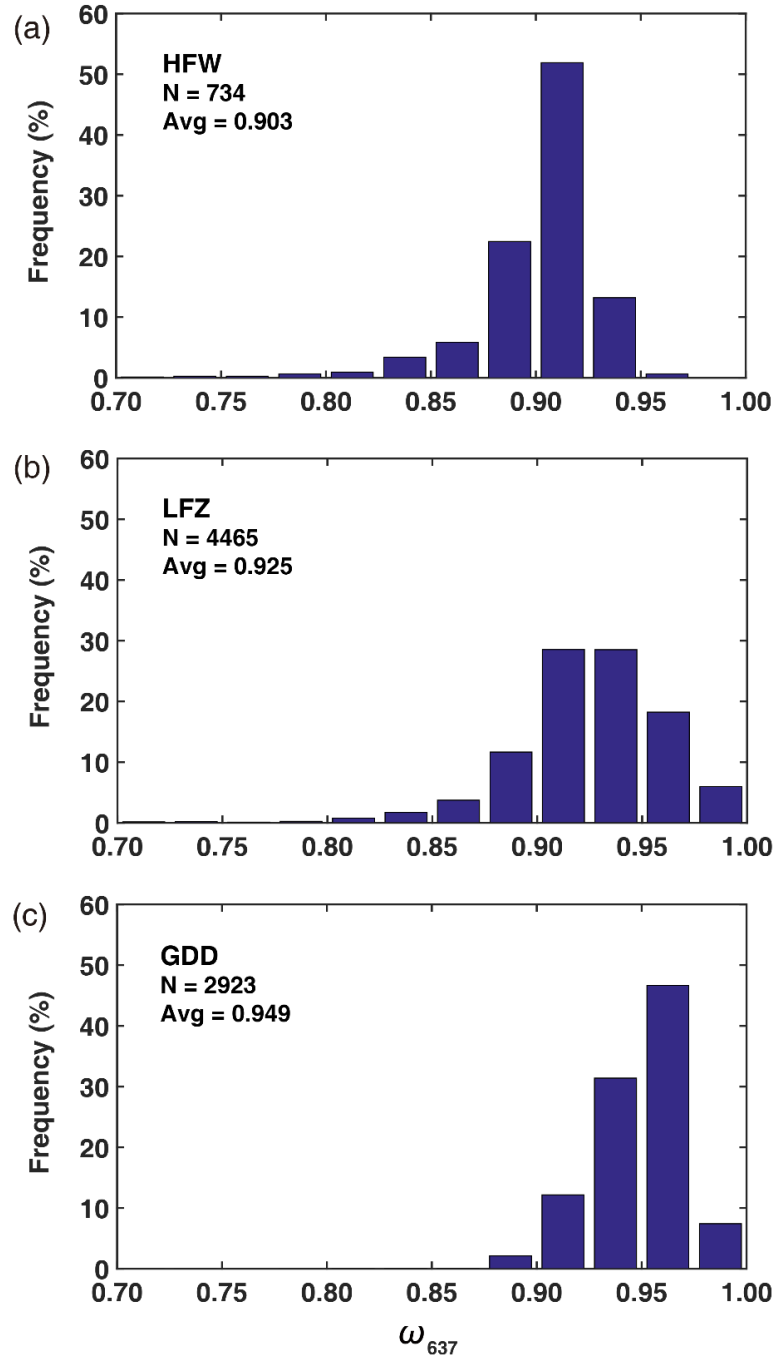 (a)
60
50
40
30
20
10
0
Frequency (%)
HFW
N = 734
Avg = 0.903
0.70 0.75 0.80 0.85 0.90 0.95 1.00
(b)
60
50
40
30
20
10
0
Frequency (%)
LFZ
N = 4465
Avg = 0.925
0.70 0.75 0.80 0.85 0.90 0.95 1.00
(c)
60
50
40
30
20
10
0
Frequency (%)
GDD
N = 2923
Avg = 0.949
0.70 0.75 0.80 0.85 0.90 0.95 1.00
ω637